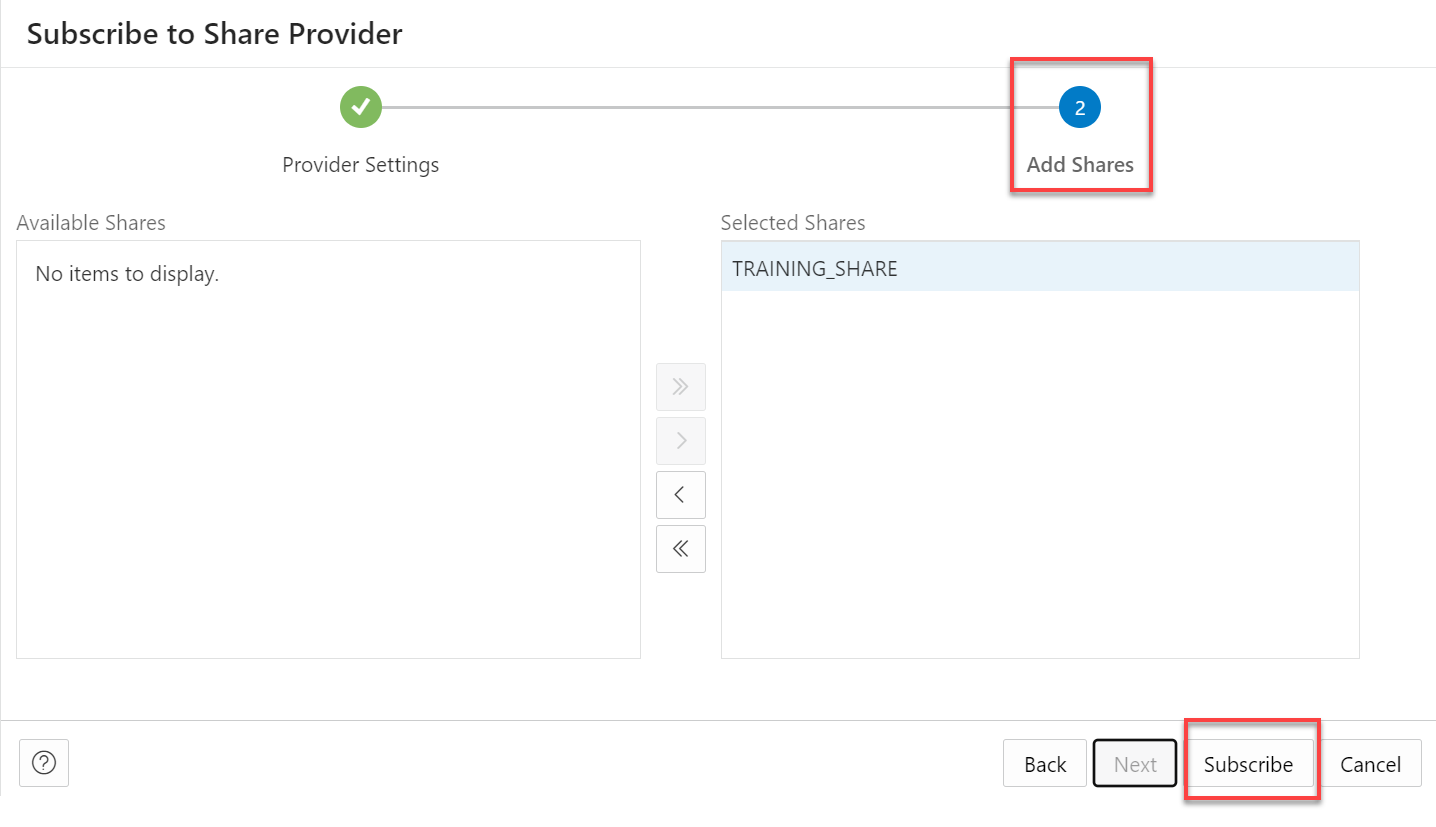 Subscribe to Share Provider
2
Provider Settings
Add Shares
Available Shares
Selected Shares
No items to display.
TRAINING_SHARE
?
Back
Next
Subscribe
Cancel